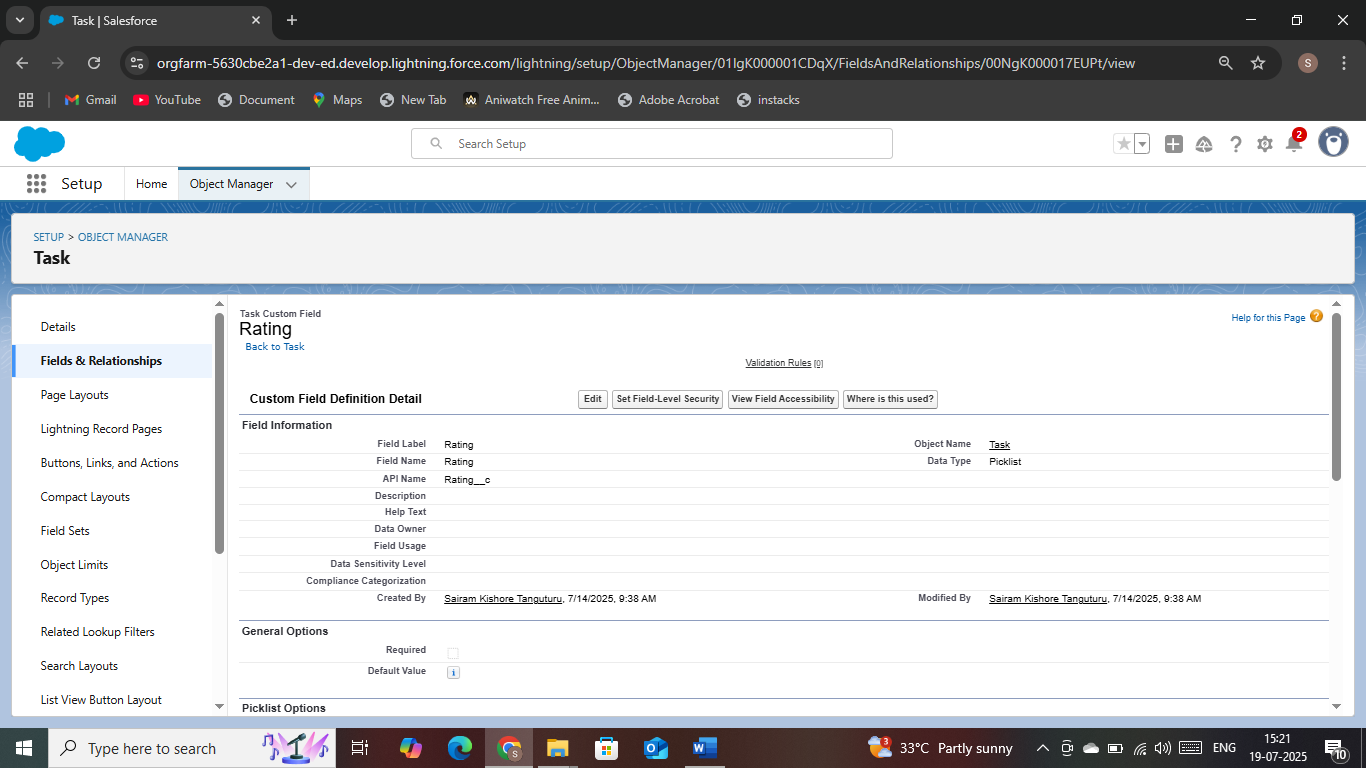 Task | Salesforce
orgfarm-5630cbe2a1-dev-ed.develop.lightning.force.com/lightning/setup/ObjectManager/01IgK000001CDqX/FieldsAndRelationships/00NgK000017EUPt/view
S
Gmail YouTube Document Maps New Tab Aniwatch Free Anim... Adobe Acrobat instacks
Search Setup
2
Setup Home Object Manager
SETUP > OBJECT MANAGER
Task
Details
Fields & Relationships
Page Layouts
Lightning Record Pages
Buttons, Links, and Actions
Compact Layouts
Field Sets
Object Limits
Record Types
Related Lookup Filters
Search Layouts
List View Button Layout
Task Custom Field
Rating
Back to Task
Help for this Page ?
Validation Rules [0]
Custom Field Definition Detail Edit Set Field-Level Security View Field Accessibility Where is this used?
Field Information
Field Label Rating Object Name Task
Field Name Rating Data Type Picklist
API Name Rating__c
Description
Help Text
Data Owner
Field Usage
Data Sensitivity Level
Compliance Categorization
Created By Sairam Kishore Tanguturu, 7/14/2025, 9:38 AM Modified By Sairam Kishore Tanguturu, 7/14/2025, 9:38 AM
General Options
Required
Default Value i
Picklist Options
Type here to search 3 33°C Partly sunny ENG 15:21
19-07-2025 10